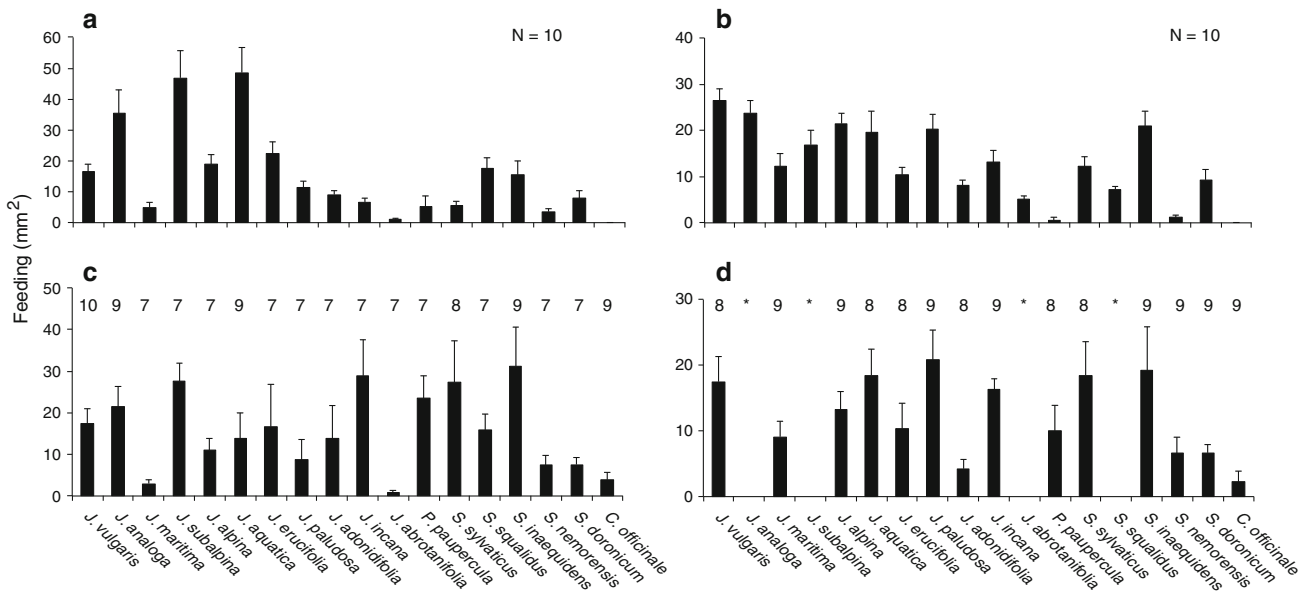 a
N = 10
60
50
40
30
20
10
0
b
N = 10
40
30
20
10
0
Feeding (mm²)
c
50
40
30
20
10
0
10 9 7 7 7 9 7 7 7 7 7 7 8 7 9 7 7 9
J. vulgaris
J. analoga
J. maritina
J. subalpina
J. alpina
J. aquatica
J. erucifolia
J. paludosa
J. adonidifolia
J. incana
J. abrotanifolia
P. paupercula
S. sylvaticus
S. squalidus
S. inaequidens
S. nemorensis
S. doronicum
C. officinale
d
30
20
10
0
8 * 9 * 9 8 8 9 8 9 * 8 8 * 9 9 9 9
J. vulgaris
J. analoga
J. maritina
J. subalpina
J. alpina
J. aquatica
J. erucifolia
J. paludosa
J. adonidifolia
J. incana
J. abrotanifolia
P. paupercula
S. sylvaticus
S. squalidus
S. inaequidens
S. nemorensis
S. doronicum
C. officinale